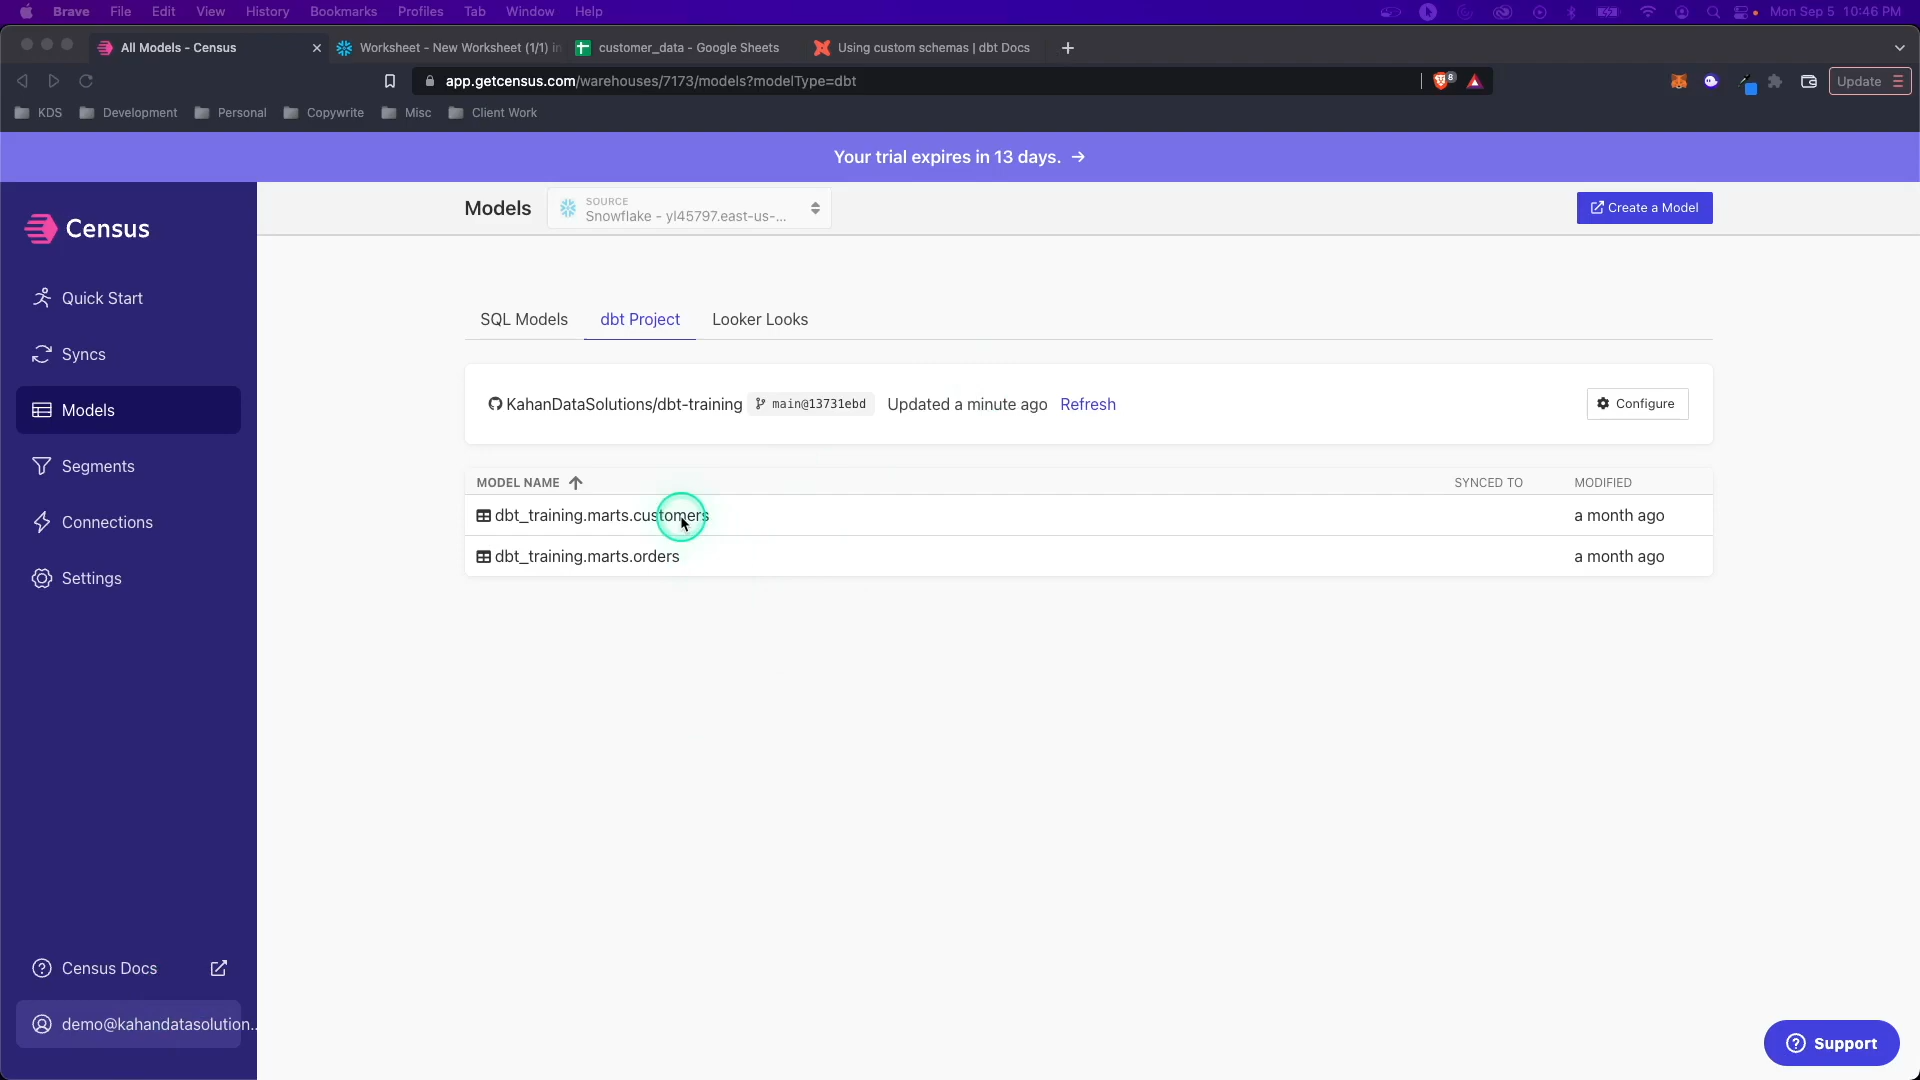 Brave File Edit View History Bookmarks Profiles Tab Window Help Mon Sep 5 10:46 PM
All Models - Census Worksheet - New Worksheet (1/1) in customer_data - Google Sheets Using custom schemas | dbt Docs
app.getcensus.com/warehouses/7173/models?modelType=dbt 8 Update
KDS Development Personal Copywrite Misc Client Work
Your trial expires in 13 days. →
Census
Quick Start
Syncs
Models
Segments
Connections
Settings
Census Docs
demo@kahandatasolution...
Models
SOURCE
Snowflake - yl45797.east-us-...
Create a Model
SQL Models dbt Project Looker Looks
KahanDataSolutions/dbt-training main@13731ebd Updated a minute ago Refresh Configure
MODEL NAME SYNCED TO MODIFIED
dbt_training.marts.customers a month ago
dbt_training.marts.orders a month ago
Support